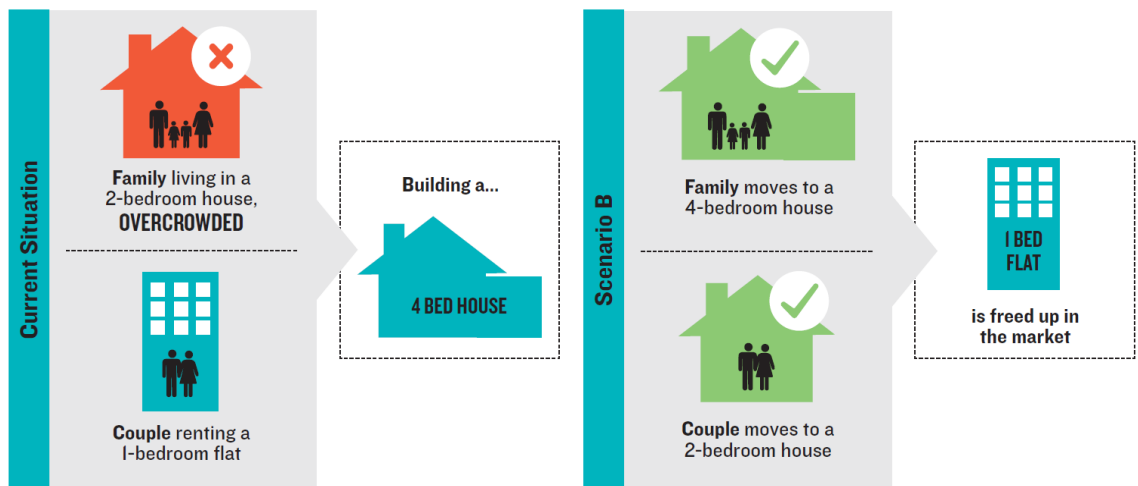 Current Situation
Family living in a
2-bedroom house,
OVERCROWDED
Couple renting a
1-bedroom flat
Building a...
4 BED HOUSE
Scenario B
Family moves to a
4-bedroom house
Couple moves to a
2-bedroom house
1 BED
FLAT
is freed up in
the market